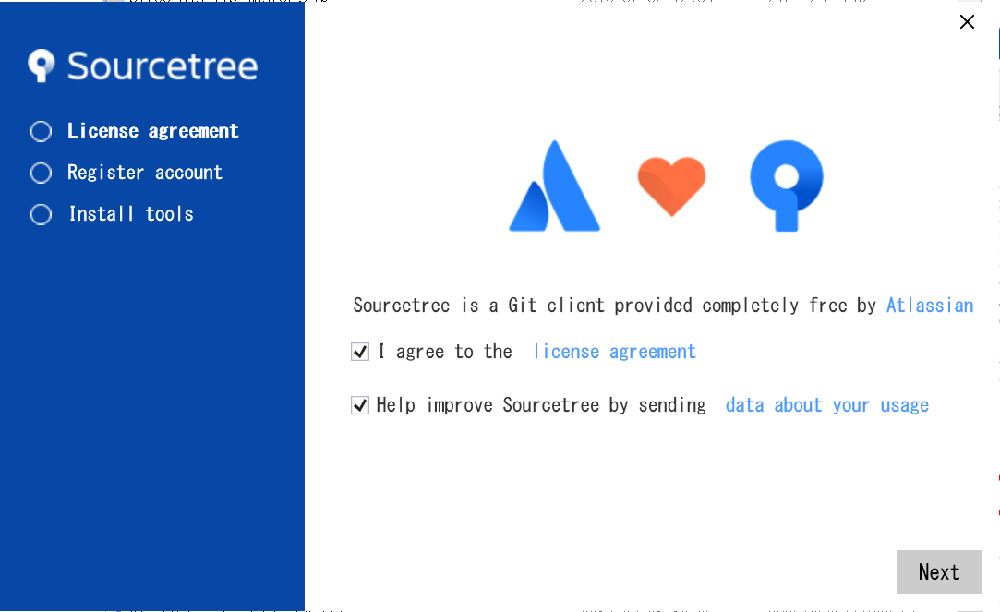 Sourcetree
License agreement
Register account
Install tools
Sourcetree is a Git client provided completely free by Atlassian
I agree to the license agreement
Help improve Sourcetree by sending data about your usage
Next